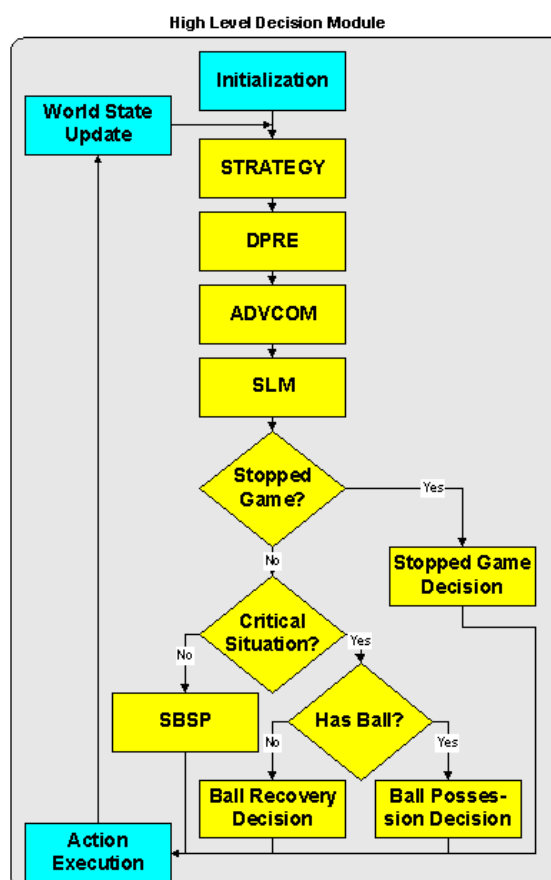 High Level Decision Module
Initialization
World State
Update
STRATEGY
DPRE
ADVCOM
SLM
Stopped
Game?
Yes
Stopped Game
Decision
No
Critical
Situation?
Yes
No
SBSP
Has Ball?
No
Yes
Ball Recovery
Decision
Ball Posses-
sion Decision
Action
Execution